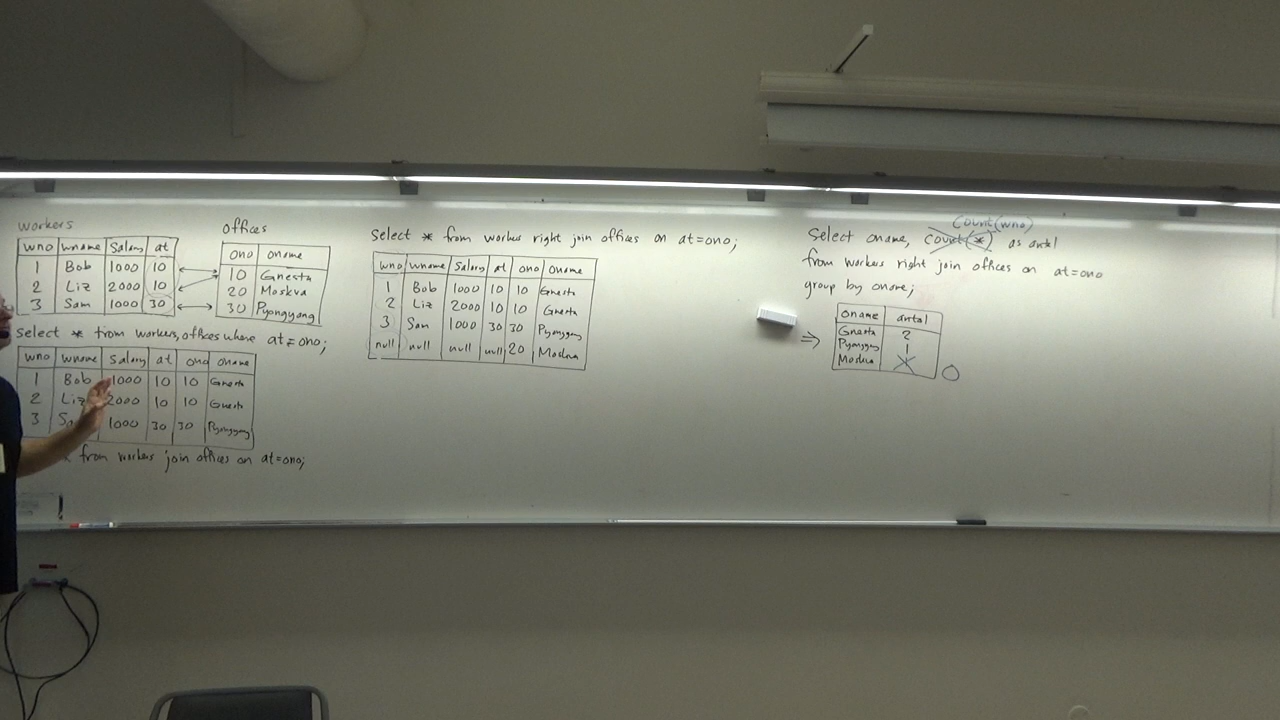 workers
wno wname Salary at
1 Bob 1000 10
2 Liz 2000 10
3 Sam 1000 30
offices
ono oname
10 Gnesta
20 Moskva
30 Pyongyang
select * from workers, offices where at=ono;
wno wname Salary at ono oname
1 Bob 1000 10 10 Gnesta
2 Liz 2000 10 10 Gnesta
3 1000 30 30 Pyongyang
from workers join offices on at=ono;
Select * from workers right join offices on at=ono;
wno wname Salary at ono Oname
1 Bob 1000 10 10 Gnesta
2 Liz 2000 10 10 Gnesta
3 Sam 1000 30 30 Pyongyang
null null null null 20 Moskva
count(wno)
Select oname, count(*) as antal
from workers right join offices on at=ono
group by oname;
⇒
oname antal
Gnesta 2
Pyongyang 1
Moskva 0